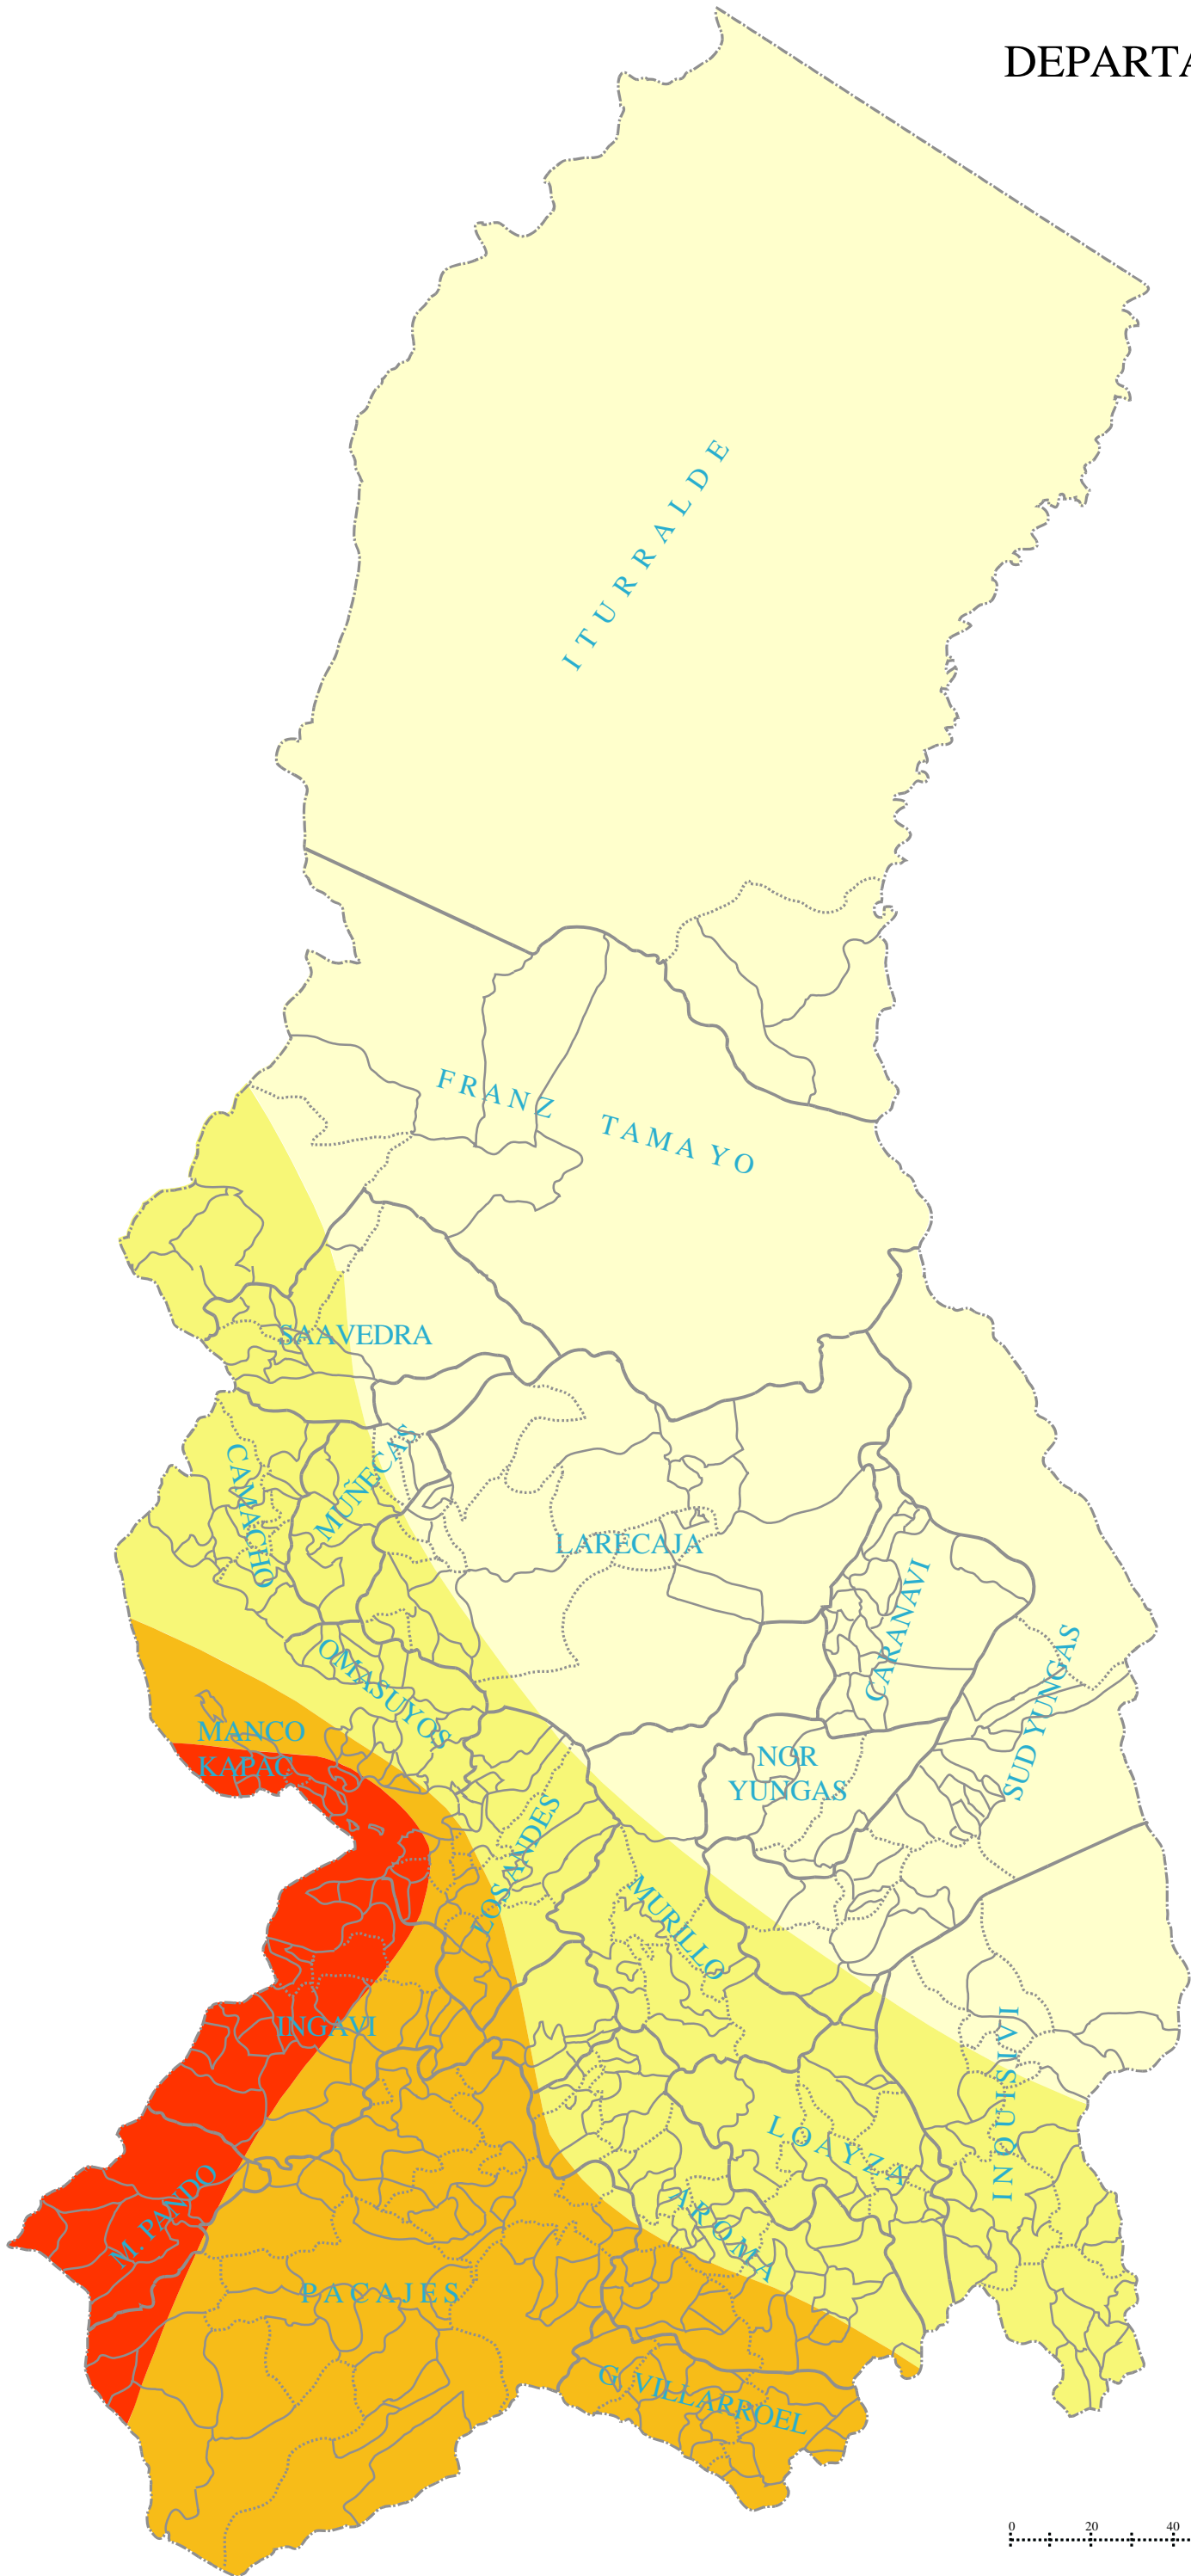 DEPARTA
ITURRALDE
FRANZ TAMAYO
SAAVEDRA
CAMACHO
MUÑECAS
LARECAJA
CARANAVI
OMASUYOS
SUD YUNGAS
MANCO
KAPAC
NOR
YUNGAS
LOS ANDES
MURILLO
INGAVI
INQUISIVI
LOAYZA
M. PANDO
AROMA
PACAJES
G. VILLARROEL
0 20 40